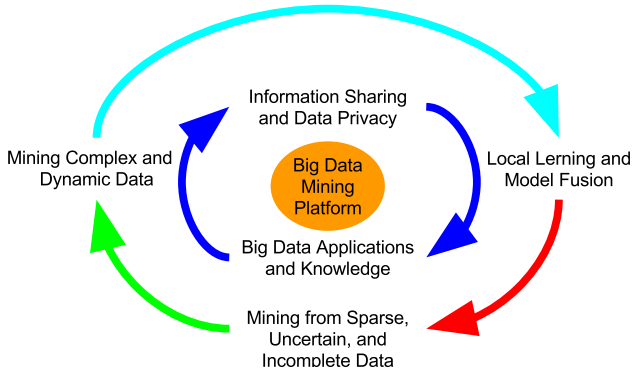 Information Sharing
and Data Privacy
Mining Complex and
Dynamic Data
Big Data
Mining
Platform
Local Lerning and
Model Fusion
Big Data Applications
and Knowledge
Mining from Sparse,
Uncertain, and
Incomplete Data